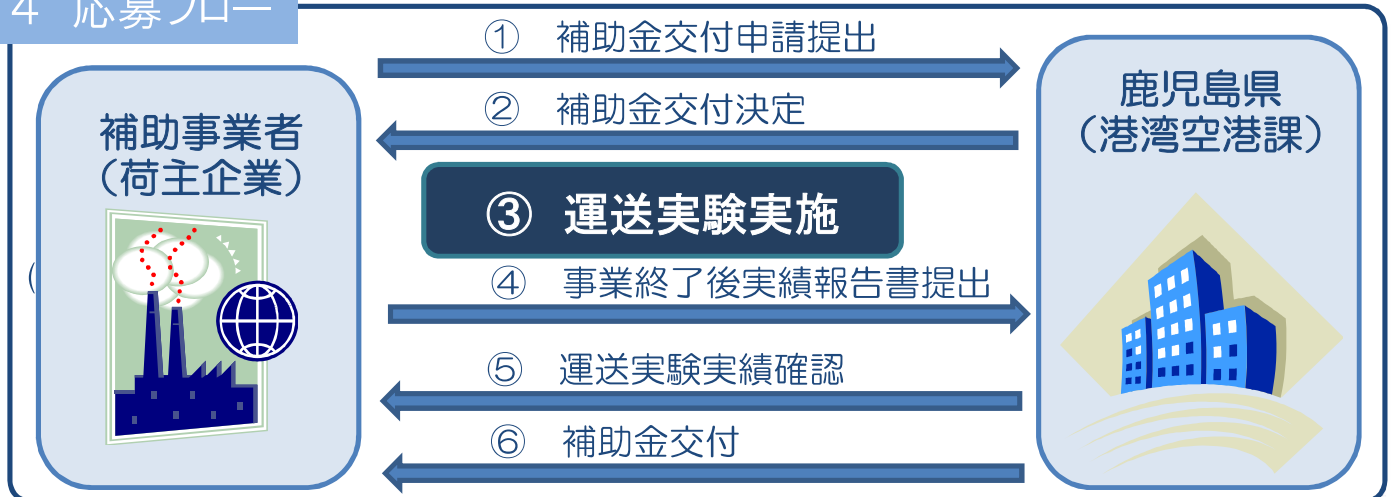 4 応募フロー
① 補助金交付申請提出
② 補助金交付決定
補助事業者
(荷主企業)
鹿児島県
(港湾空港課)
③ 運送実験実施
④ 事業終了後実績報告書提出
⑤ 運送実験実績確認
⑥ 補助金交付
(